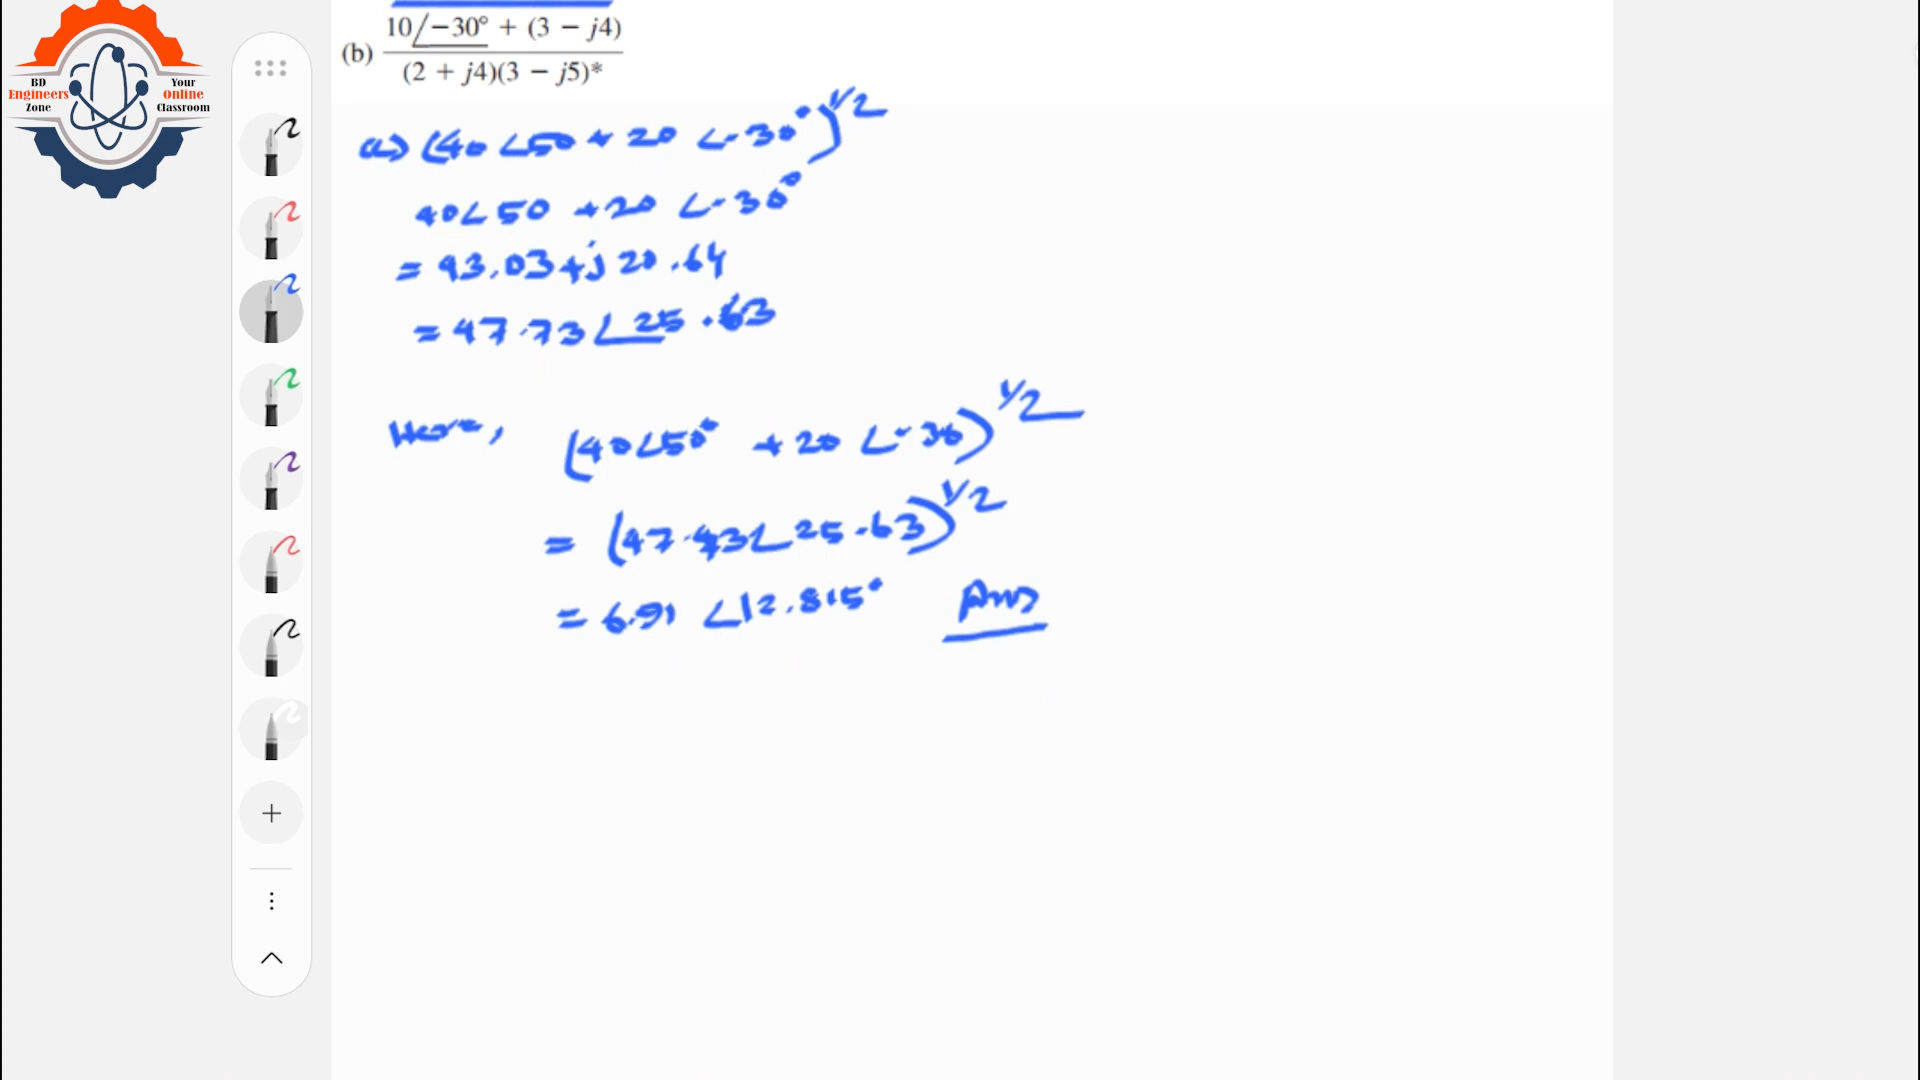 BD
Engineers
Zone
Your
Online
Classroom
(b) 10∠−30° + (3 − j4)
(2 + j4)(3 − j5)*
a) (40 ∠50 + 20 ∠-30°)^1/2
40∠50 + 20 ∠-30°
= 43.03+j 20.64
= 47.73∠25.63
Here,
(40∠50° + 20 ∠-30)^1/2
= (47.73∠25.63)^1/2
= 6.91 ∠12.815° Ans